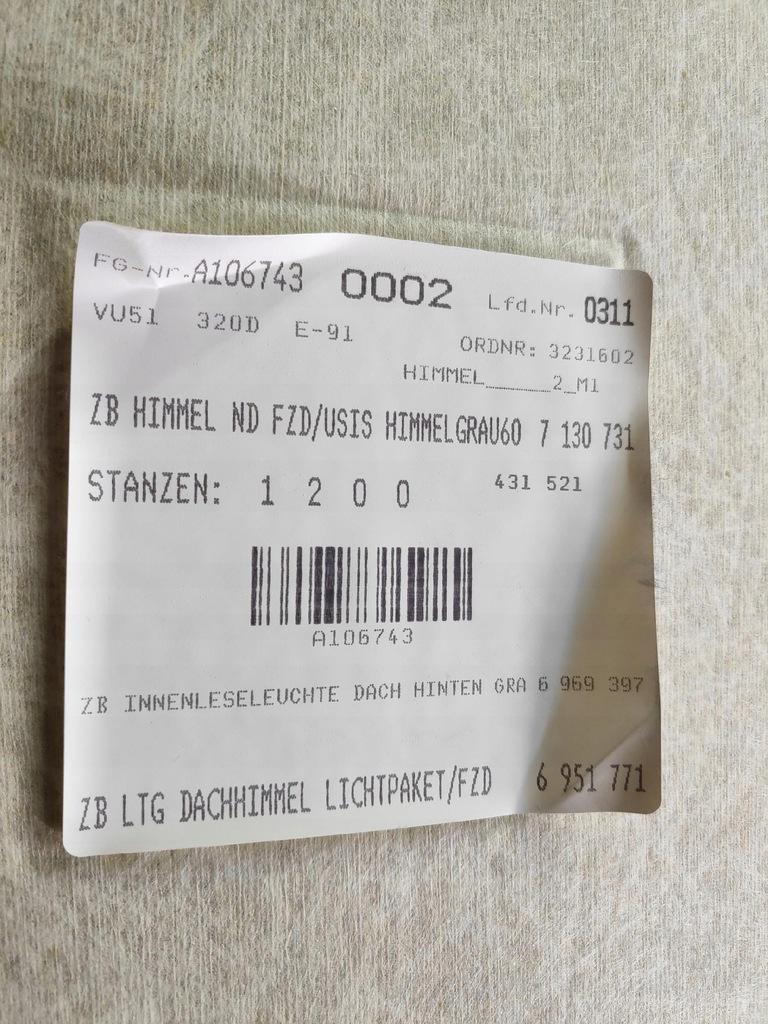 FG-Nr. A106743 0002 Lfd.Nr. 0311
VU51 320D E-91
ORDNR: 3231602
HIMMEL______2_M1
ZB HIMMEL ND FZD/USIS HIMMELGRAU60 7 130 731
STANZEN: 1 2 0 0 431 521
A106743
ZB INNENLESELEUCHTE DACH HINTEN GRA 6 969 397
ZB LTG DACHHIMMEL LICHTPAKET/FZD 6 951 771